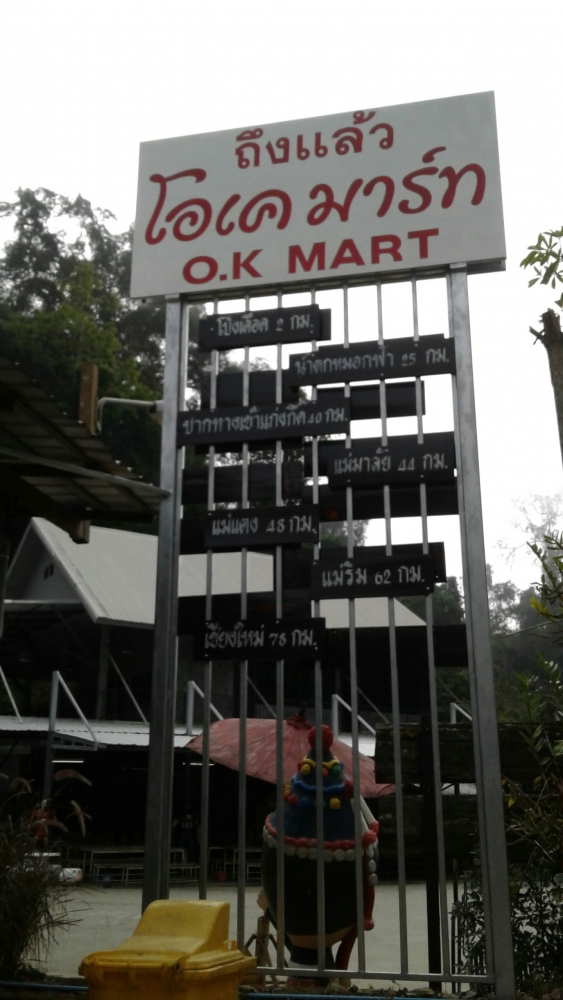 ถึงแล้ว
โอเค มาร์ท
O.K MART
โป่งเดือด 2 กม.
น้ำตกหมอกฟ้า 25 กม.
ปากทางเข้าแก่งกึ๊ด 40 กม.
แม่มาลัย 44 กม.
แม่แตง 48 กม.
แม่ริม 62 กม.
เชียงใหม่ 78 กม.